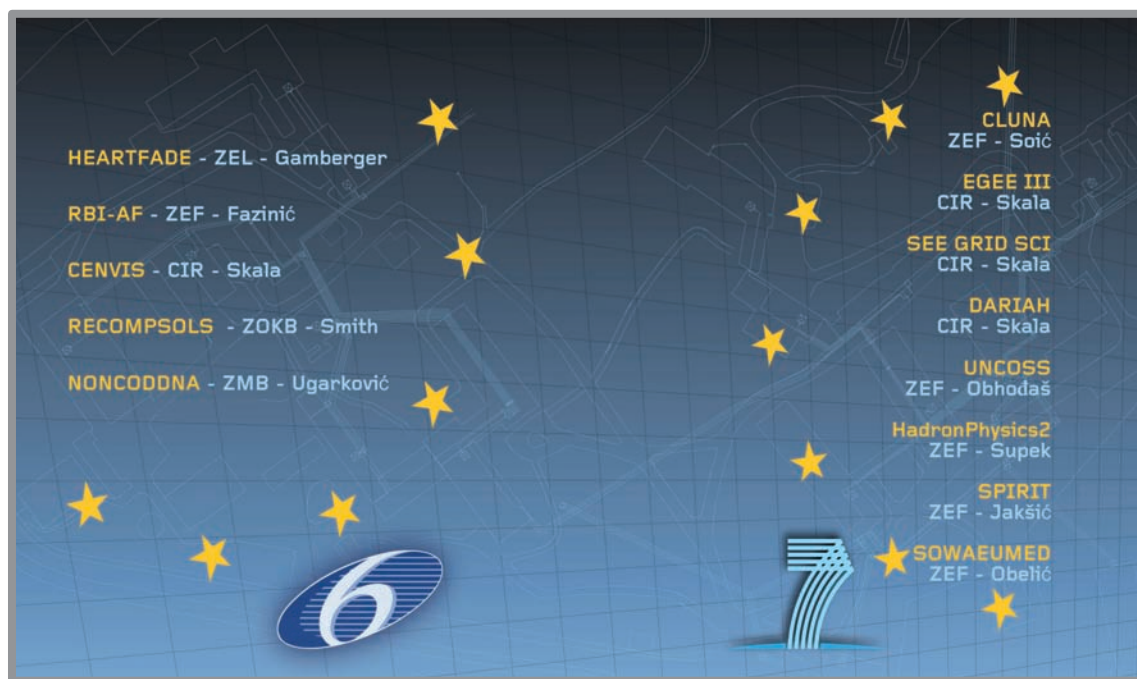 HEARTFADE - ZEL - Gamberger
RBI-AF - ZEF - Fazinić
CENVIS - CIR - Skala
RECOMPSOLS - ZOKB - Smith
NONCODDNA - ZMB - Ugarković
6
CLUNA
ZEF - Soić
EGEE III
CIR - Skala
SEE GRID SCI
CIR - Skala
DARIAH
CIR - Skala
UNCOSS
ZEF - Obhođaš
HadronPhysics2
ZEF - Supek
SPIRIT
ZEF - Jakšić
SOWAEUMED
ZEF - Obelić
7